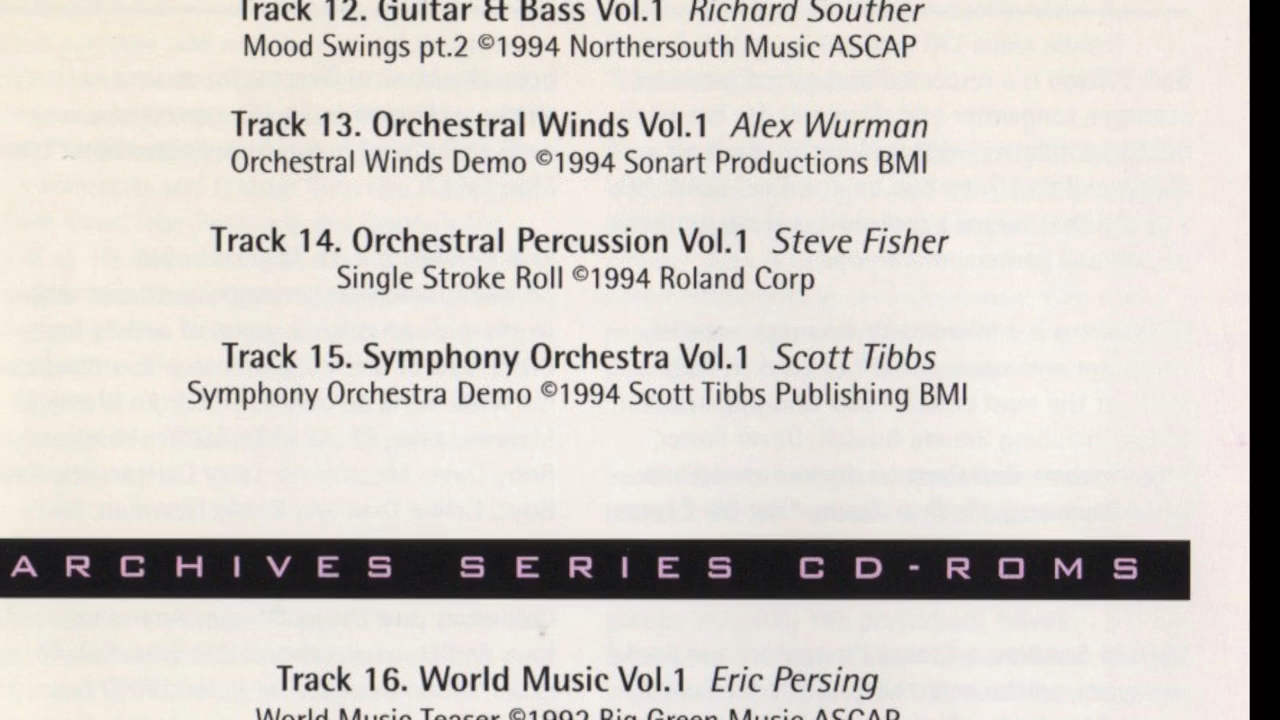 Track 12. Guitar & Bass Vol.1 Richard Souther
Mood Swings pt.2 ©1994 Northersouth Music ASCAP
Track 13. Orchestral Winds Vol.1 Alex Wurman
Orchestral Winds Demo ©1994 Sonart Productions BMI
Track 14. Orchestral Percussion Vol.1 Steve Fisher
Single Stroke Roll ©1994 Roland Corp
Track 15. Symphony Orchestra Vol.1 Scott Tibbs
Symphony Orchestra Demo ©1994 Scott Tibbs Publishing BMI
ARCHIVES SERIES CD-ROMS
Track 16. World Music Vol.1 Eric Persing
World Music Teaser ©1992 Big Green Music ASCAP